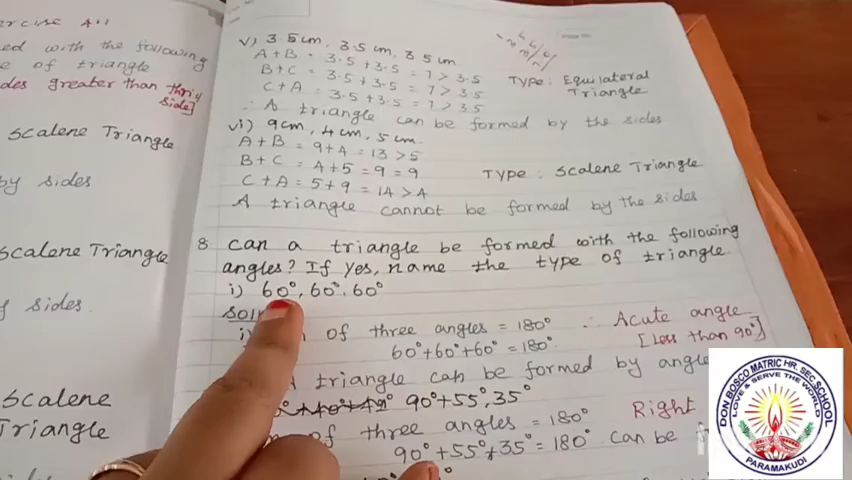 ercise 4.1
ed with the following
e of triangle
des greater than
side]
Scalene Triangle
by sides
Scalene Triangle
sides.
Scalene
Triangle
v) 3.5cm, 3.5 cm, 3.5 cm
A+B = 3.5+3.5 = 7 > 3.5
B+C = 3.5+3.5 = 7 > 3.5
C+A = 3.5+3.5 = 7 > 3.5
Type: Equilateral
Triangle
∴ A triangle can be formed by the sides
vi) 9cm, 4cm, 5cm.
A+B = 9+4 = 13 > 5
B+C = 4+5 = 9 = 9
C+A = 5+9 = 14 > 4
Type: Scalene Triangle
A triangle cannot be formed by the sides.
8 can a triangle be formed with the following
angles? If yes, name the type of triangle.
i) 60°, 60°, 60°
Soln
of three angles = 180°
60°+60°+60° = 180°
∴ Acute angle
[Less than 90°]
triangle can be formed by angle
90°+55°,35°
of three angles = 180°
Right
90°+55°+35° = 180° can be
DON BOSCO MATRIC HR. SEC. SCHOOL
LOVE & SERVE THE WORLD
PARAMAKUDI